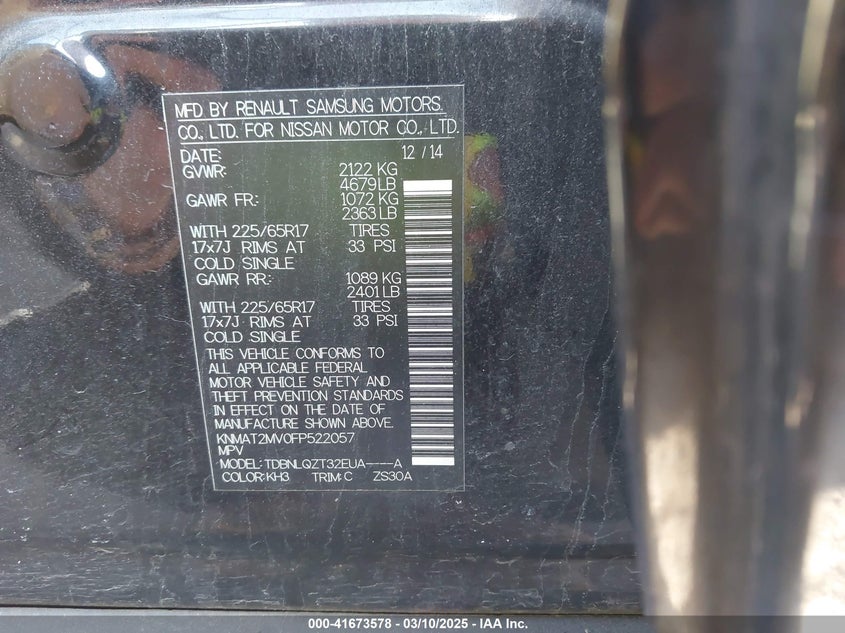 MFD BY RENAULT SAMSUNG MOTORS.
CO., LTD. FOR NISSAN MOTOR CO., LTD.
DATE: 12 / 14
GVWR: 2122 KG
4679 LB
GAWR FR: 1072 KG
2363 LB
WITH 225/65R17 TIRES
17x7J RIMS AT 33 PSI
COLD SINGLE
GAWR RR: 1089 KG
2401 LB
WITH 225/65R17 TIRES
17x7J RIMS AT 33 PSI
COLD SINGLE
THIS VEHICLE CONFORMS TO
ALL APPLICABLE FEDERAL
MOTOR VEHICLE SAFETY AND
THEFT PREVENTION STANDARDS
IN EFFECT ON THE DATE OF
MANUFACTURE SHOWN ABOVE.
KNMAT2MV0FP522057
MPV
MODEL: TDBNLQZT32EUA----A
COLOR: KH3 TRIM: C ZS30A
000-41673578 - 03/10/2025 - IAA Inc.